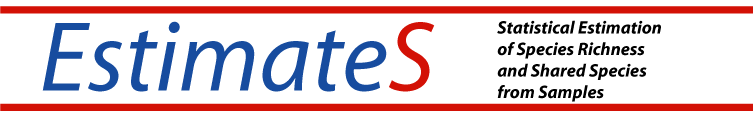 EstimateS
Statistical Estimation
of Species Richness
and Shared Species
from Samples